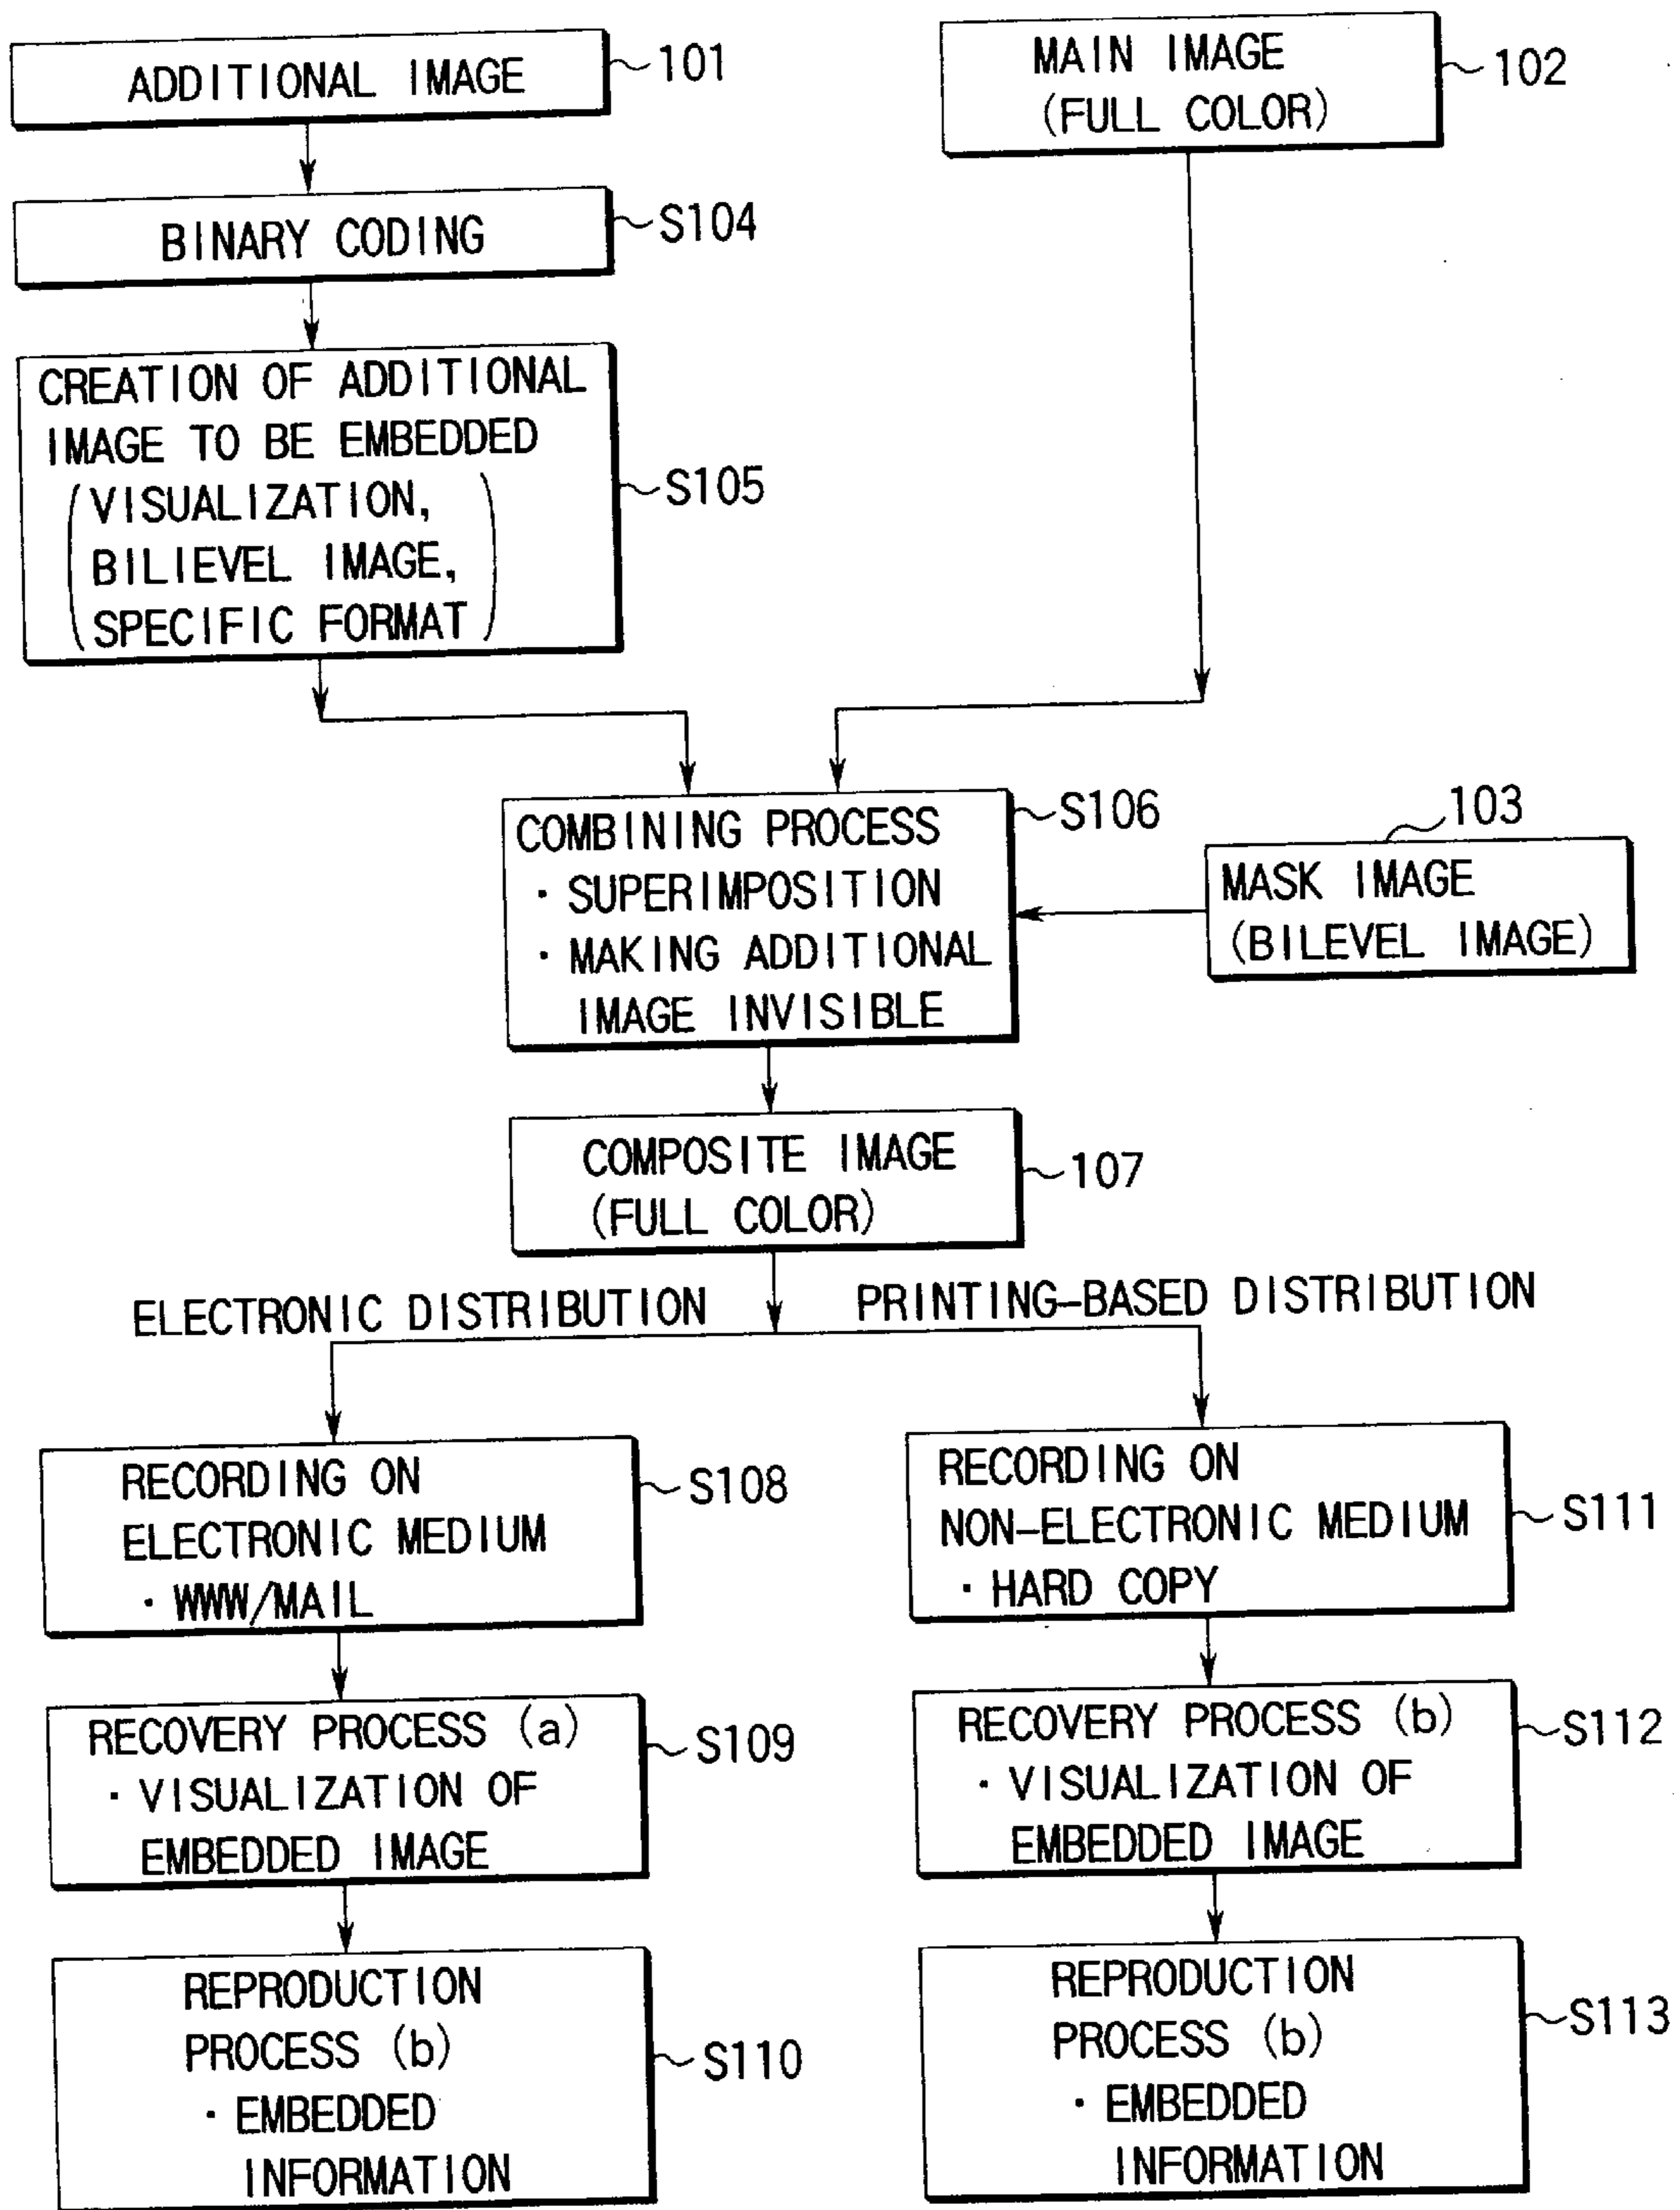 ADDITIONAL IMAGE
101
MAIN IMAGE
(FULL COLOR)
102
BINARY CODING
S104
CREATION OF ADDITIONAL
IMAGE TO BE EMBEDDED
(VISUALIZATION,
BILIEVEL IMAGE,
SPECIFIC FORMAT)
S105
COMBINING PROCESS
· SUPERIMPOSITION
· MAKING ADDITIONAL
IMAGE INVISIBLE
S106
103
MASK IMAGE
(BILEVEL IMAGE)
COMPOSITE IMAGE
(FULL COLOR)
107
ELECTRONIC DISTRIBUTION
PRINTING-BASED DISTRIBUTION
RECORDING ON
ELECTRONIC MEDIUM
· WWW/MAIL
S108
RECORDING ON
NON-ELECTRONIC MEDIUM
· HARD COPY
S111
RECOVERY PROCESS (a)
· VISUALIZATION OF
EMBEDDED IMAGE
S109
RECOVERY PROCESS (b)
· VISUALIZATION OF
EMBEDDED IMAGE
S112
REPRODUCTION
PROCESS (b)
· EMBEDDED
INFORMATION
S110
REPRODUCTION
PROCESS (b)
· EMBEDDED
INFORMATION
S113